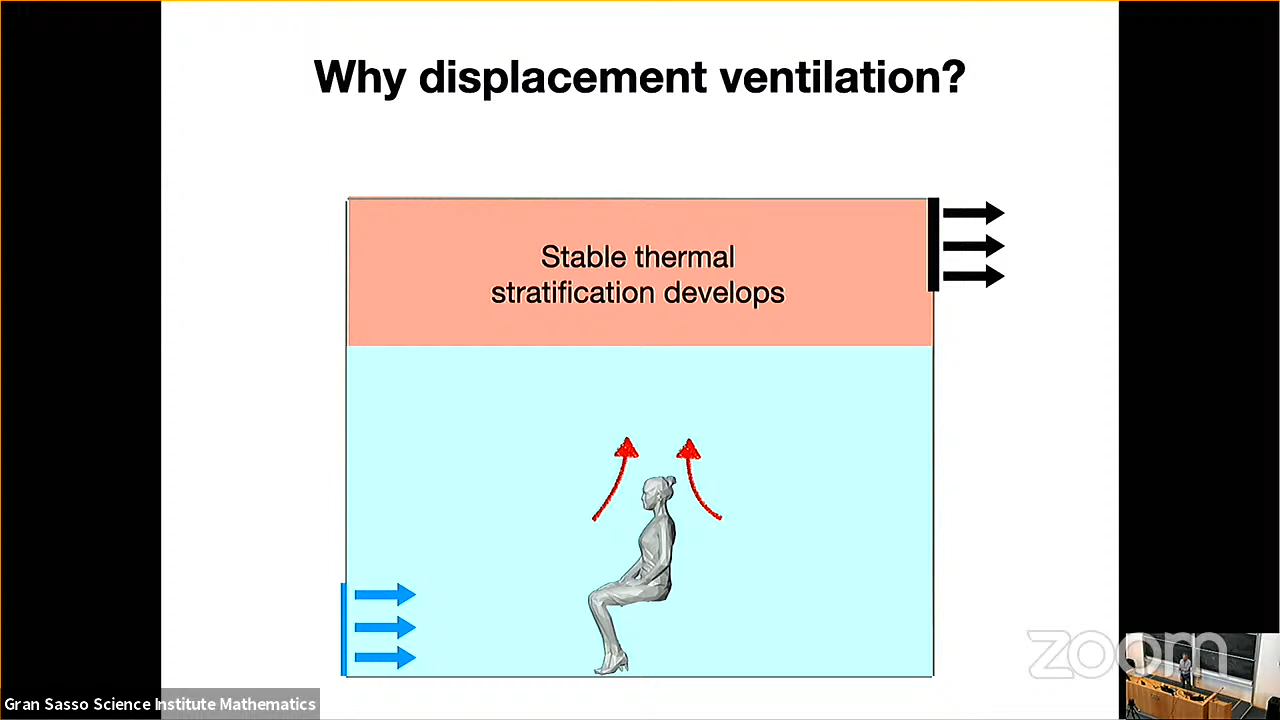 Why displacement ventilation?
Stable thermal
stratification develops
zoom
Gran Sasso Science Institute Mathematics